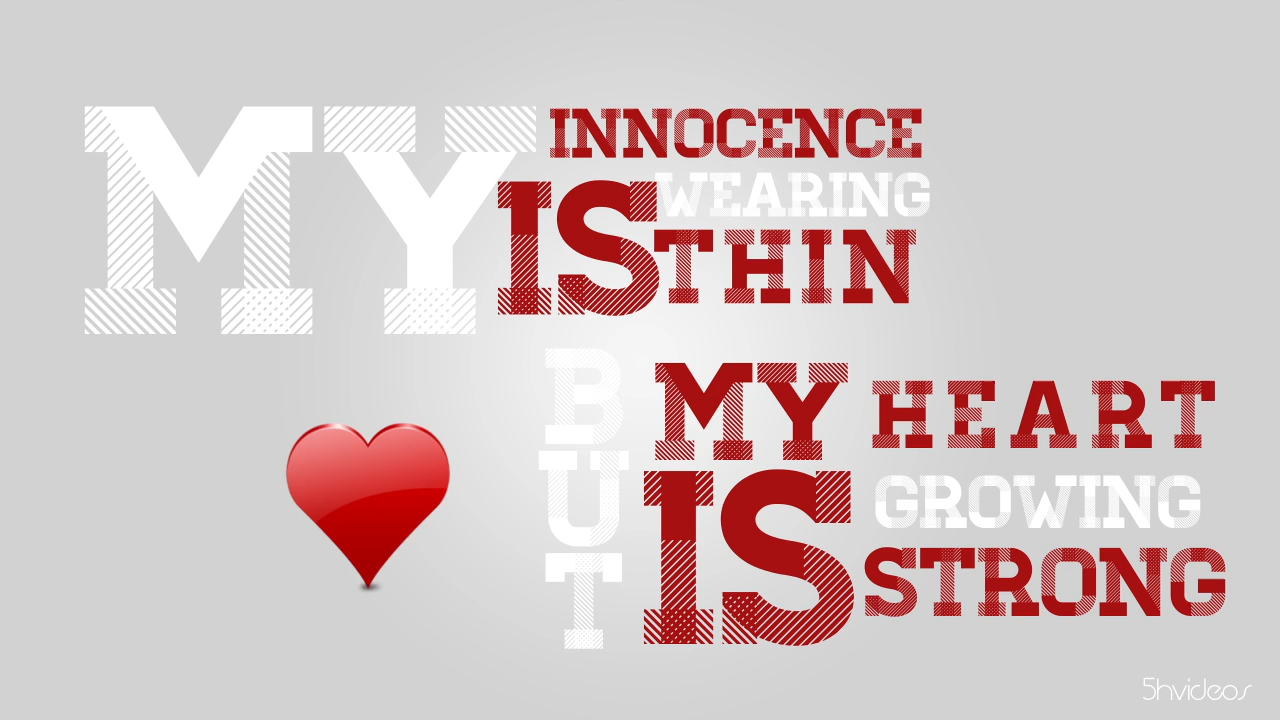 MY INNOCENCE
IS WEARING
THIN
BUT
MY HEART
IS GROWING
STRONG
5hvideos